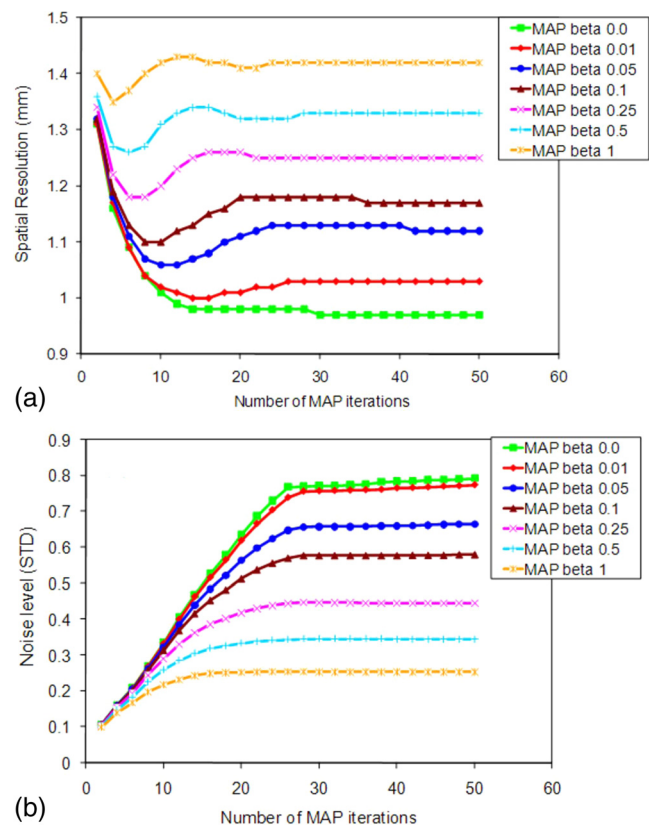 1.5
1.4
1.3
1.2
1.1
1
0.9
Spatial Resolution (mm)
0 10 20 30 40 50 60
Number of MAP iterations
MAP beta 0.0
MAP beta 0.01
MAP beta 0.05
MAP beta 0.1
MAP beta 0.25
MAP beta 0.5
MAP beta 1
(a)
0.9
0.8
0.7
0.6
0.5
0.4
0.3
0.2
0.1
0
Noise level (STD)
0 10 20 30 40 50 60
Number of MAP iterations
MAP beta 0.0
MAP beta 0.01
MAP beta 0.05
MAP beta 0.1
MAP beta 0.25
MAP beta 0.5
MAP beta 1
(b)